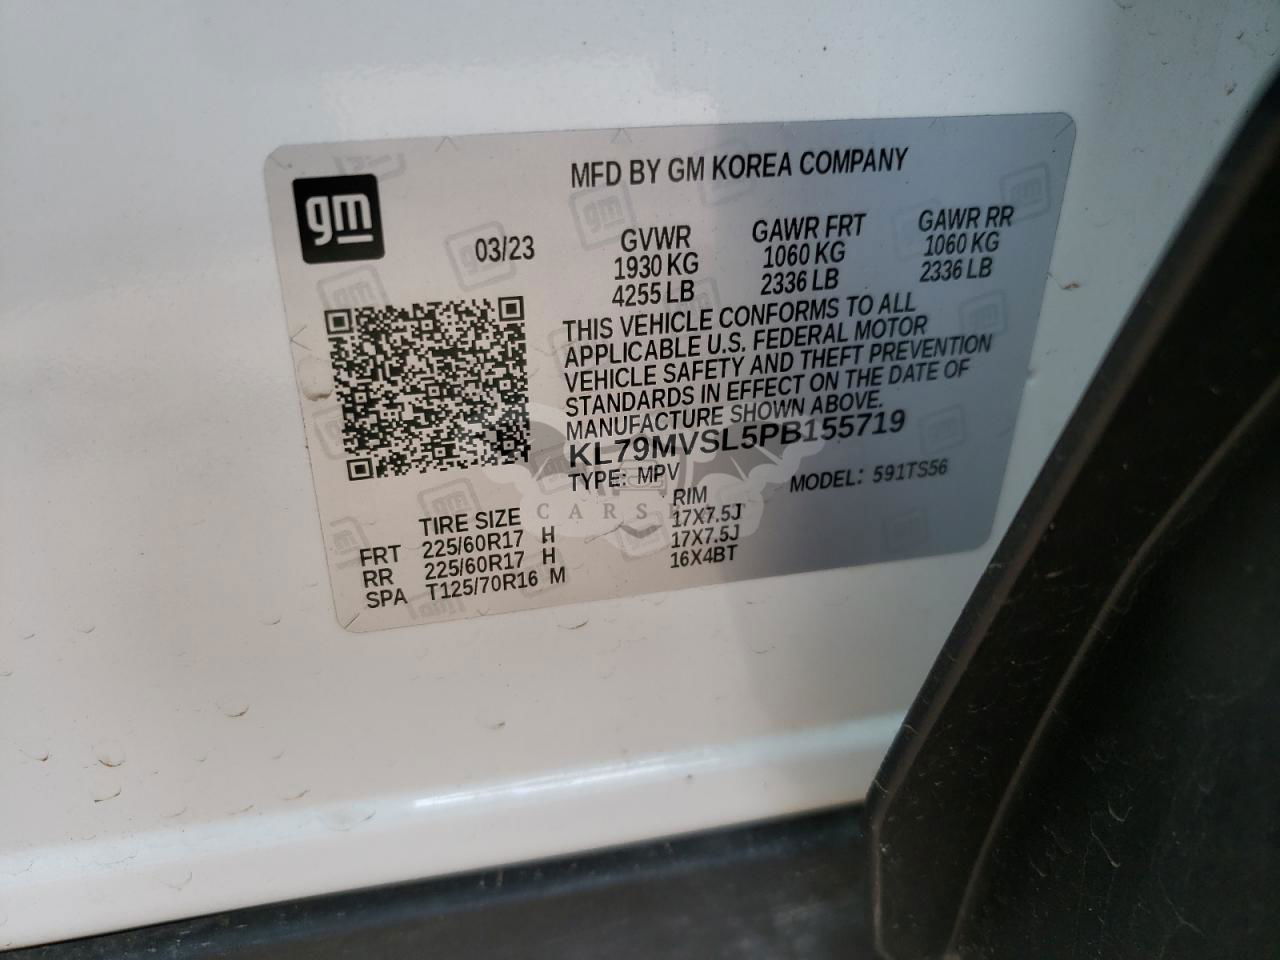 gm
MFD BY GM KOREA COMPANY
03/23
GVWR GAWR FRT GAWR RR
1930 KG 1060 KG 1060 KG
4255 LB 2336 LB 2336 LB
THIS VEHICLE CONFORMS TO ALL
APPLICABLE U.S. FEDERAL MOTOR
VEHICLE SAFETY AND THEFT PREVENTION
STANDARDS IN EFFECT ON THE DATE OF
MANUFACTURE SHOWN ABOVE.
KL79MVSL5PB155719
TYPE: MPV MODEL: 591TS56
TIRE SIZE RIM
FRT 225/60R17 H 17X7.5J
RR 225/60R17 H 17X7.5J
SPA T125/70R16 M 16X4BT